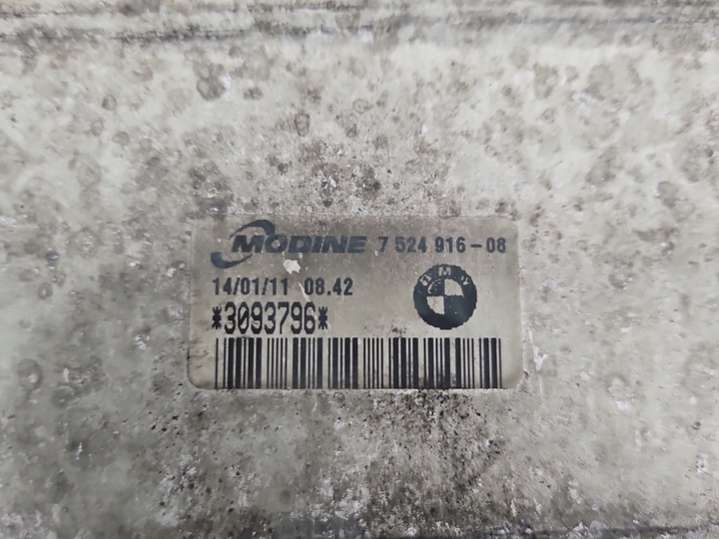 MODINE 7 524 916-08
14/01/11 08.42
BMW
*3093796*